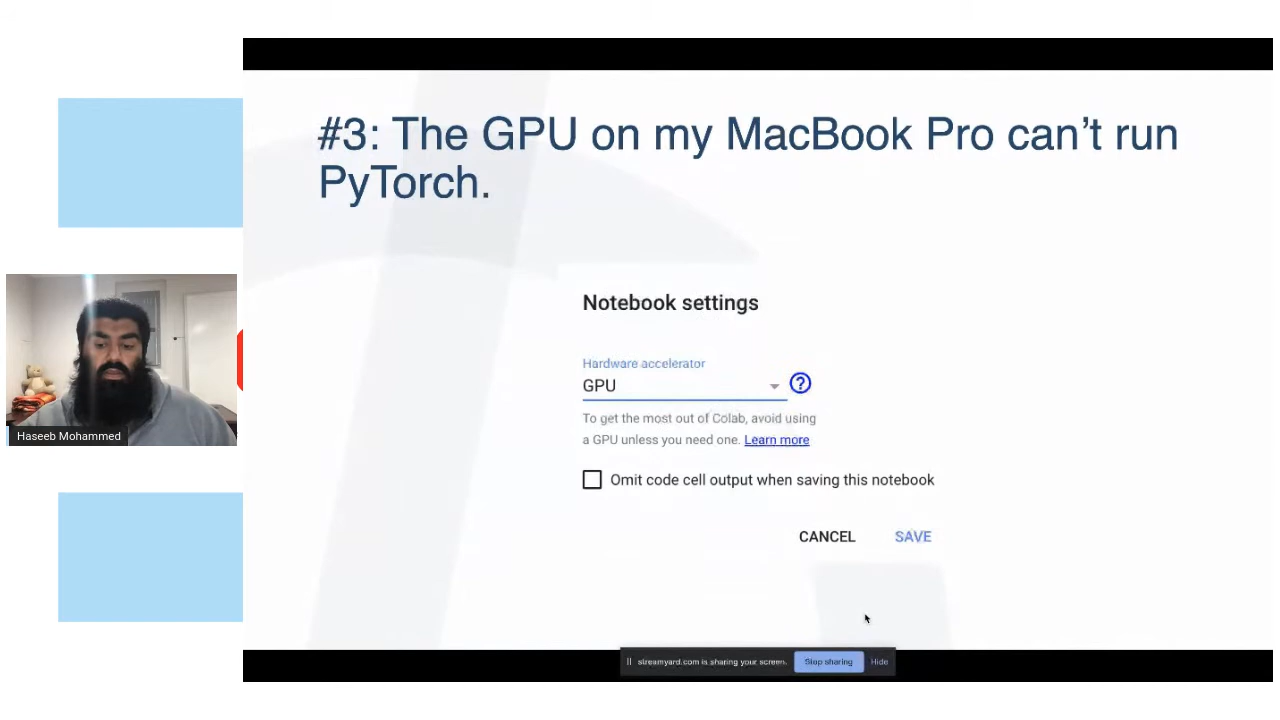 #3: The GPU on my MacBook Pro can’t run
PyTorch.
Notebook settings
Hardware accelerator
GPU
To get the most out of Colab, avoid using
a GPU unless you need one. Learn more
Omit code cell output when saving this notebook
CANCEL SAVE
Haseeb Mohammed
streamyard.com is sharing your screen. Stop sharing Hide